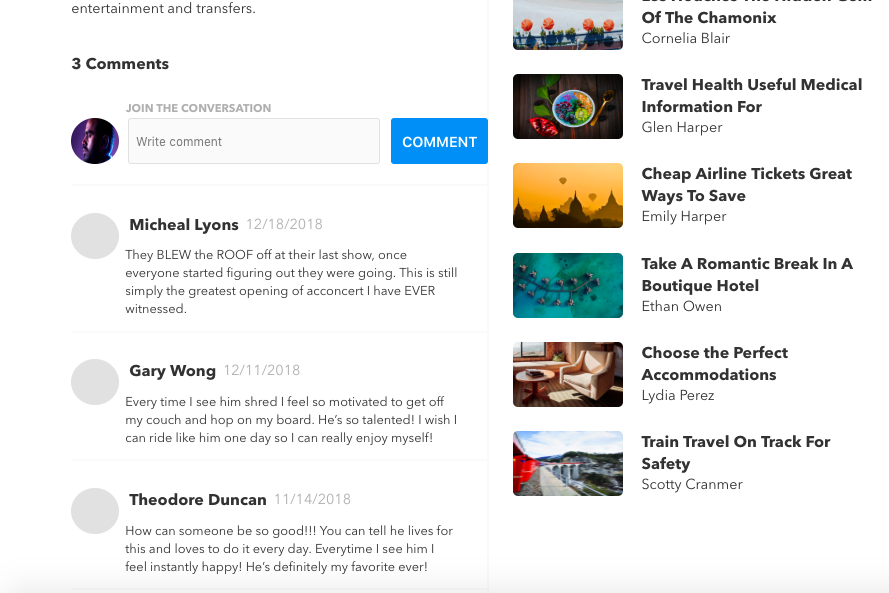 entertainment and transfers.
3 Comments
JOIN THE CONVERSATION
Write comment
COMMENT
Micheal Lyons 12/18/2018
They BLEW the ROOF off at their last show, once
everyone started figuring out they were going. This is still
simply the greatest opening of acconcert I have EVER
witnessed.
Gary Wong 12/11/2018
Every time I see him shred I feel so motivated to get off
my couch and hop on my board. He’s so talented! I wish I
can ride like him one day so I can really enjoy myself!
Theodore Duncan 11/14/2018
How can someone be so good!!! You can tell he lives for
this and loves to do it every day. Everytime I see him I
feel instantly happy! He’s definitely my favorite ever!
Of The Chamonix
Cornelia Blair
Travel Health Useful Medical
Information For
Glen Harper
Cheap Airline Tickets Great
Ways To Save
Emily Harper
Take A Romantic Break In A
Boutique Hotel
Ethan Owen
Choose the Perfect
Accommodations
Lydia Perez
Train Travel On Track For
Safety
Scotty Cranmer